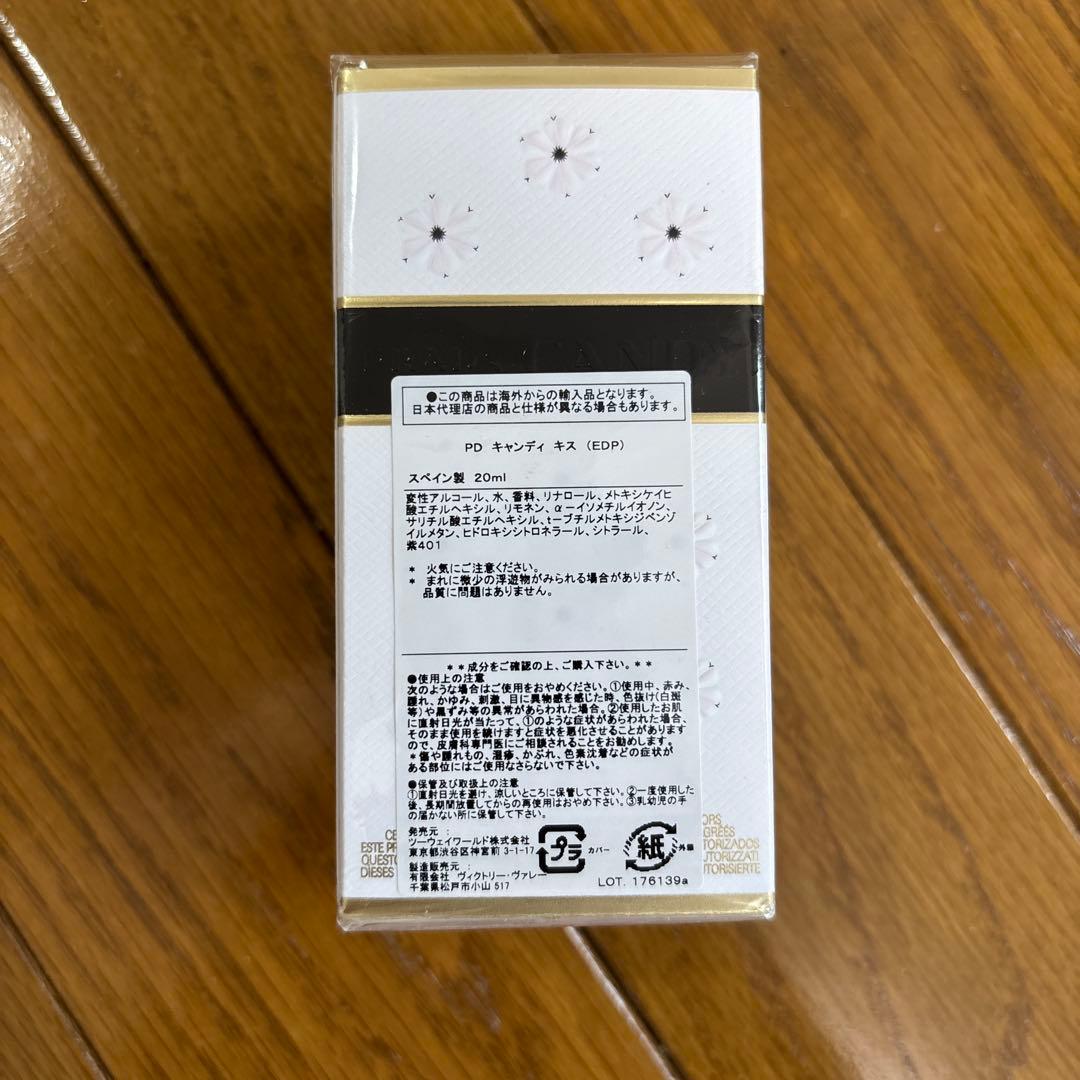 CANDY
●この商品は海外からの輸入品となります。
日本代理店の商品と仕様が異なる場合もあります。
PD キャンディ キス (EDP)
スペイン製 20ml
変性アルコール、水、香料、リナロール、メトキシケイヒ
酸エチルヘキシル、リモネン、α-イソメチルイオノン、
サリチル酸エチルヘキシル、t-ブチルメトキシジベンゾ
イルメタン、ヒドロキシシトロネラール、シトラール、
紫401
* 火気にご注意ください。
* まれに微少の浮遊物がみられる場合がありますが、
品質に問題はありません。
**成分をご確認の上、ご購入下さい。**
●使用上の注意
次のような場合はご使用をおやめください。①使用中、赤み、
腫れ、かゆみ、刺激、目に異物感を感じた時、色抜け(白斑
等)や黒ずみ等の異常があらわれた場合。②使用したお肌
に直射日光が当たって、①のような症状があらわれた場合、
そのまま使用を続けますと症状を悪化させることがあります
ので、皮膚科専門医にご相談されることをお勧めします。
*傷や腫れもの、湿疹、かぶれ、色素沈着などの症状が
ある部位にはご使用なさらないで下さい。
●保管及び取扱上の注意
①直射日光を避け、涼しいところに保管して下さい。②一度使用した
後、長期間放置してからの再使用はおやめ下さい。③乳幼児の手
の届かない所に保管して下さい。
発売元:
ツーウェイワールド株式会社
東京都渋谷区神宮前3-1-17
製造販売元:
有限会社 ヴィクトリー・ヴァレー
千葉県松戸市小山517
プラ カバー
紙 外装
LOT. 176139a
CE
ESTE PR
QUESTO
DIESES
ORS
GRÉÉS
TORIZADOS
UTORIZZATI
TORISIERTE